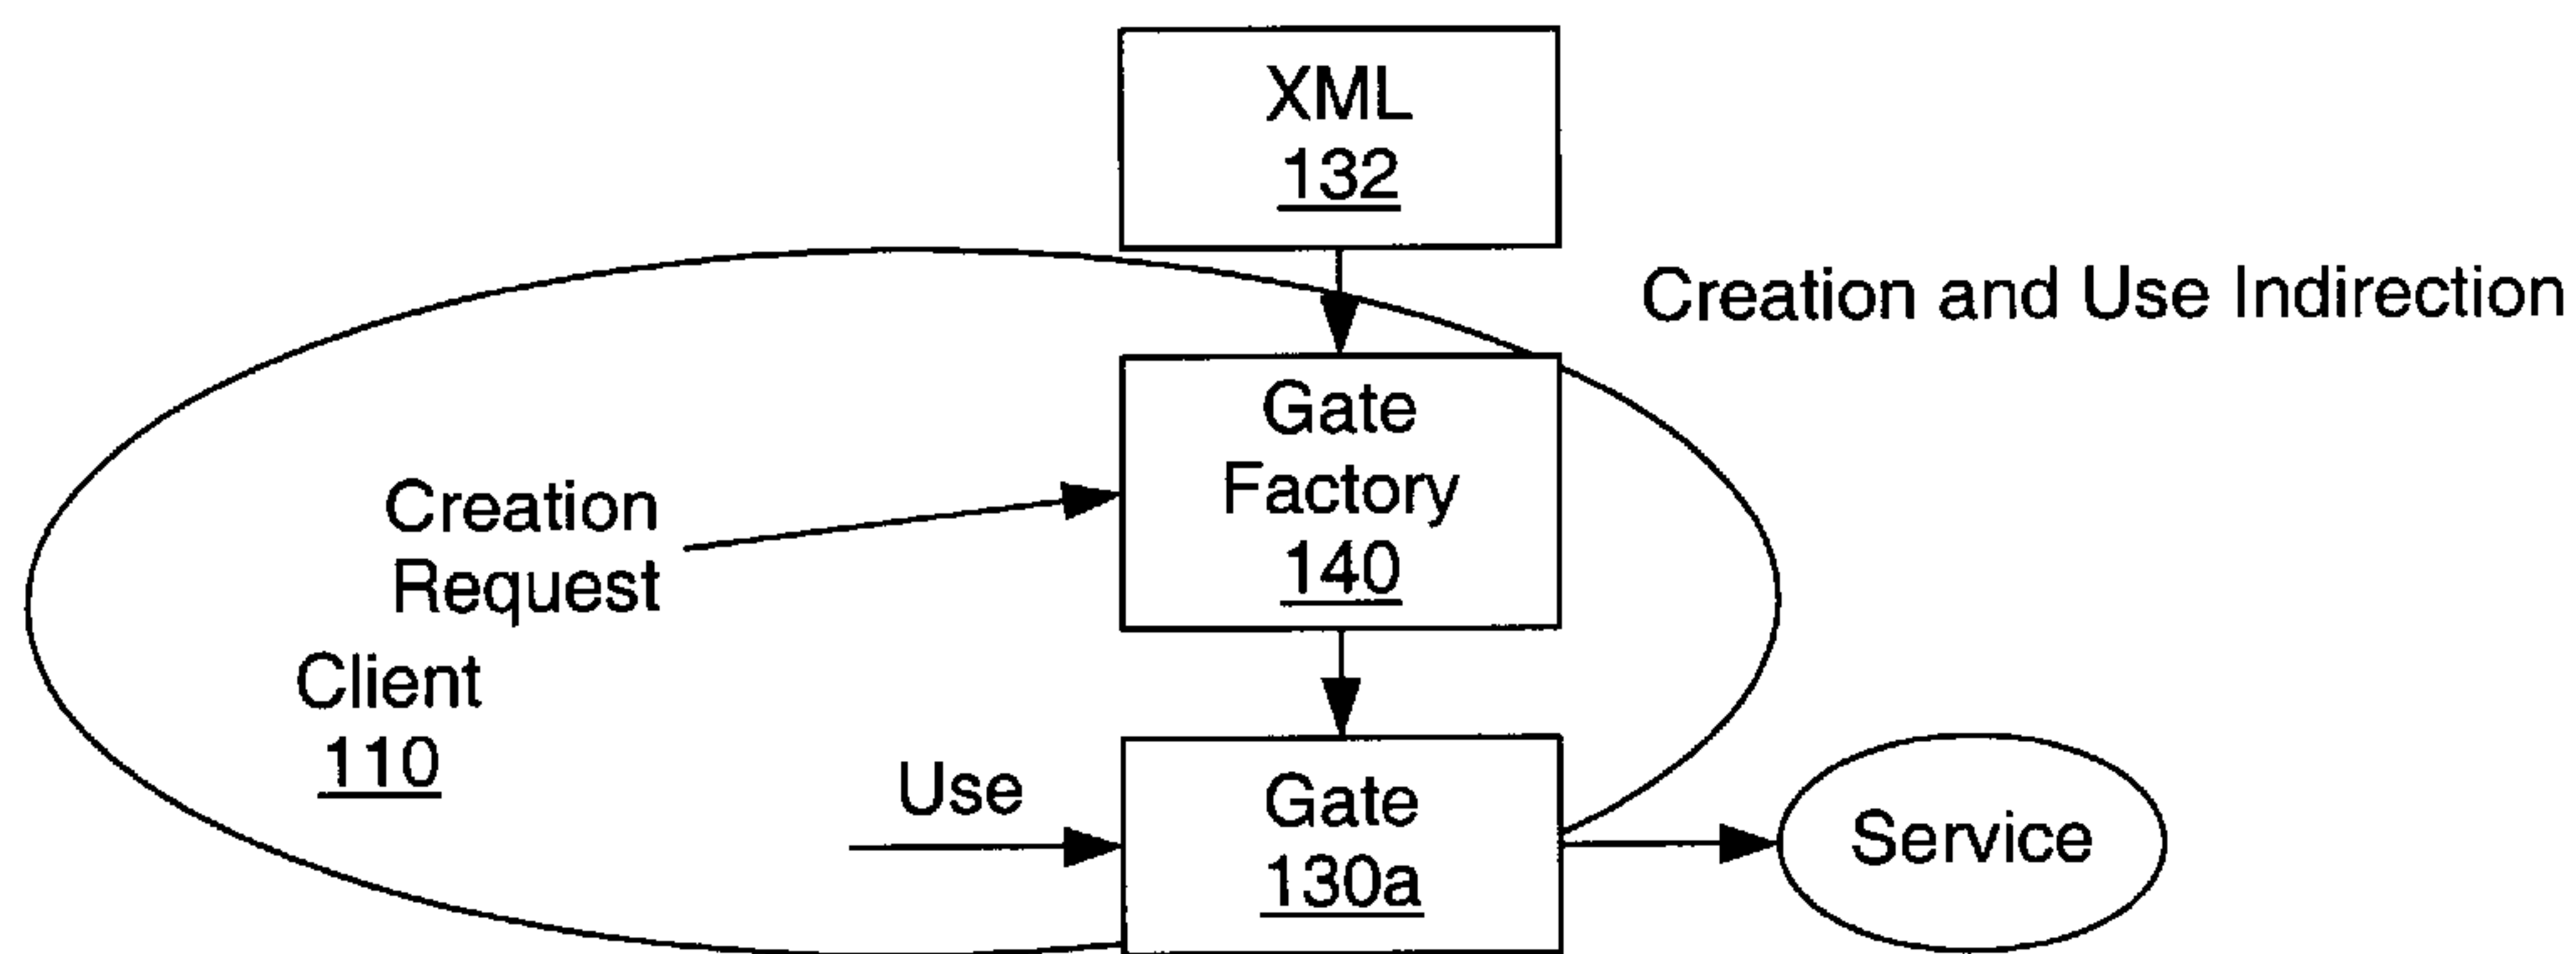 XML
132
Creation and Use Indirection
Gate
Factory
140
Creation
Request
Client
110
Use
Gate
130a
Service